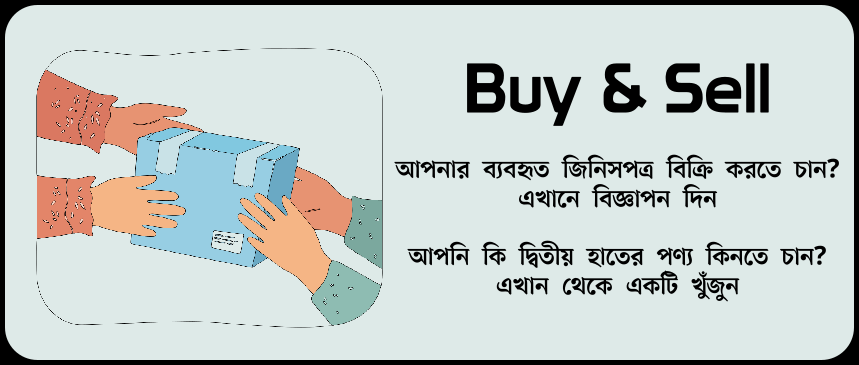 Buy & Sell
আপনার ব্যবহৃত জিনিসপত্র বিক্রি করতে চান?
এখানে বিজ্ঞাপন দিন
আপনি কি দ্বিতীয় হাতের পণ্য কিনতে চান?
এখান থেকে একটি খুঁজুন